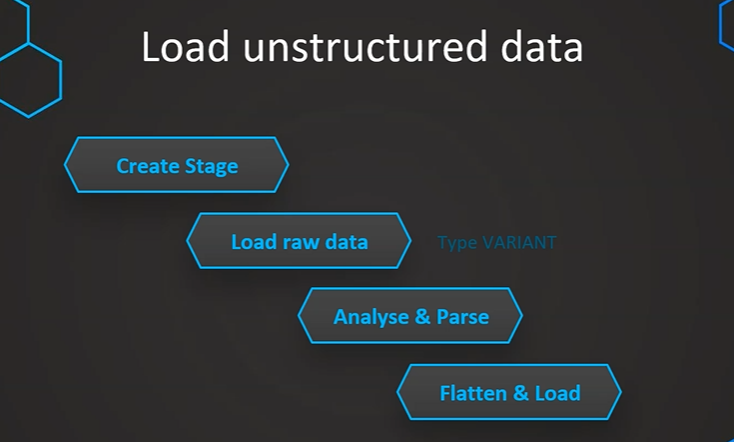 Load unstructured data
Create Stage
Load raw data
Type VARIANT
Analyse & Parse
Flatten & Load